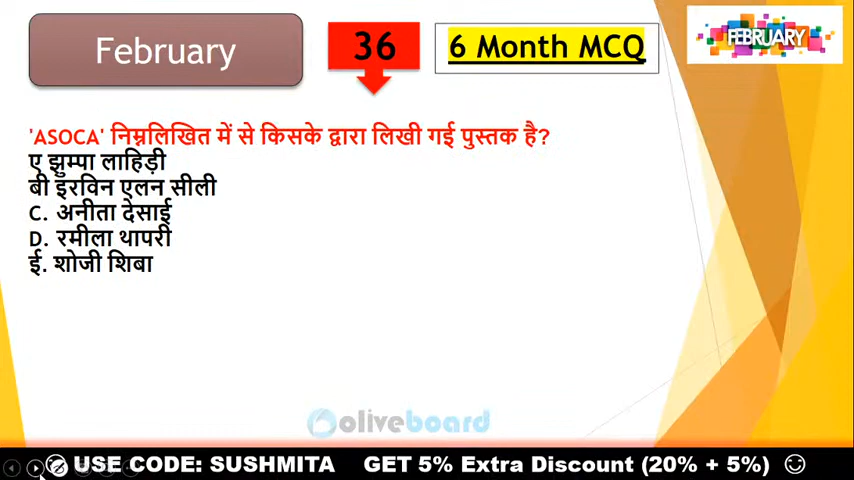 February
36
6 Month MCQ
FEBRUARY
'ASOCA' निम्नलिखित में से किसके द्वारा लिखी गई पुस्तक है?
ए झुम्पा लाहिड़ी
बी इरविन एलन सीली
C. अनीता देसाई
D. रमीला थापरी
ई. शोजी शिबा
oliveboard
USE CODE: SUSHMITA GET 5% Extra Discount (20% + 5%)